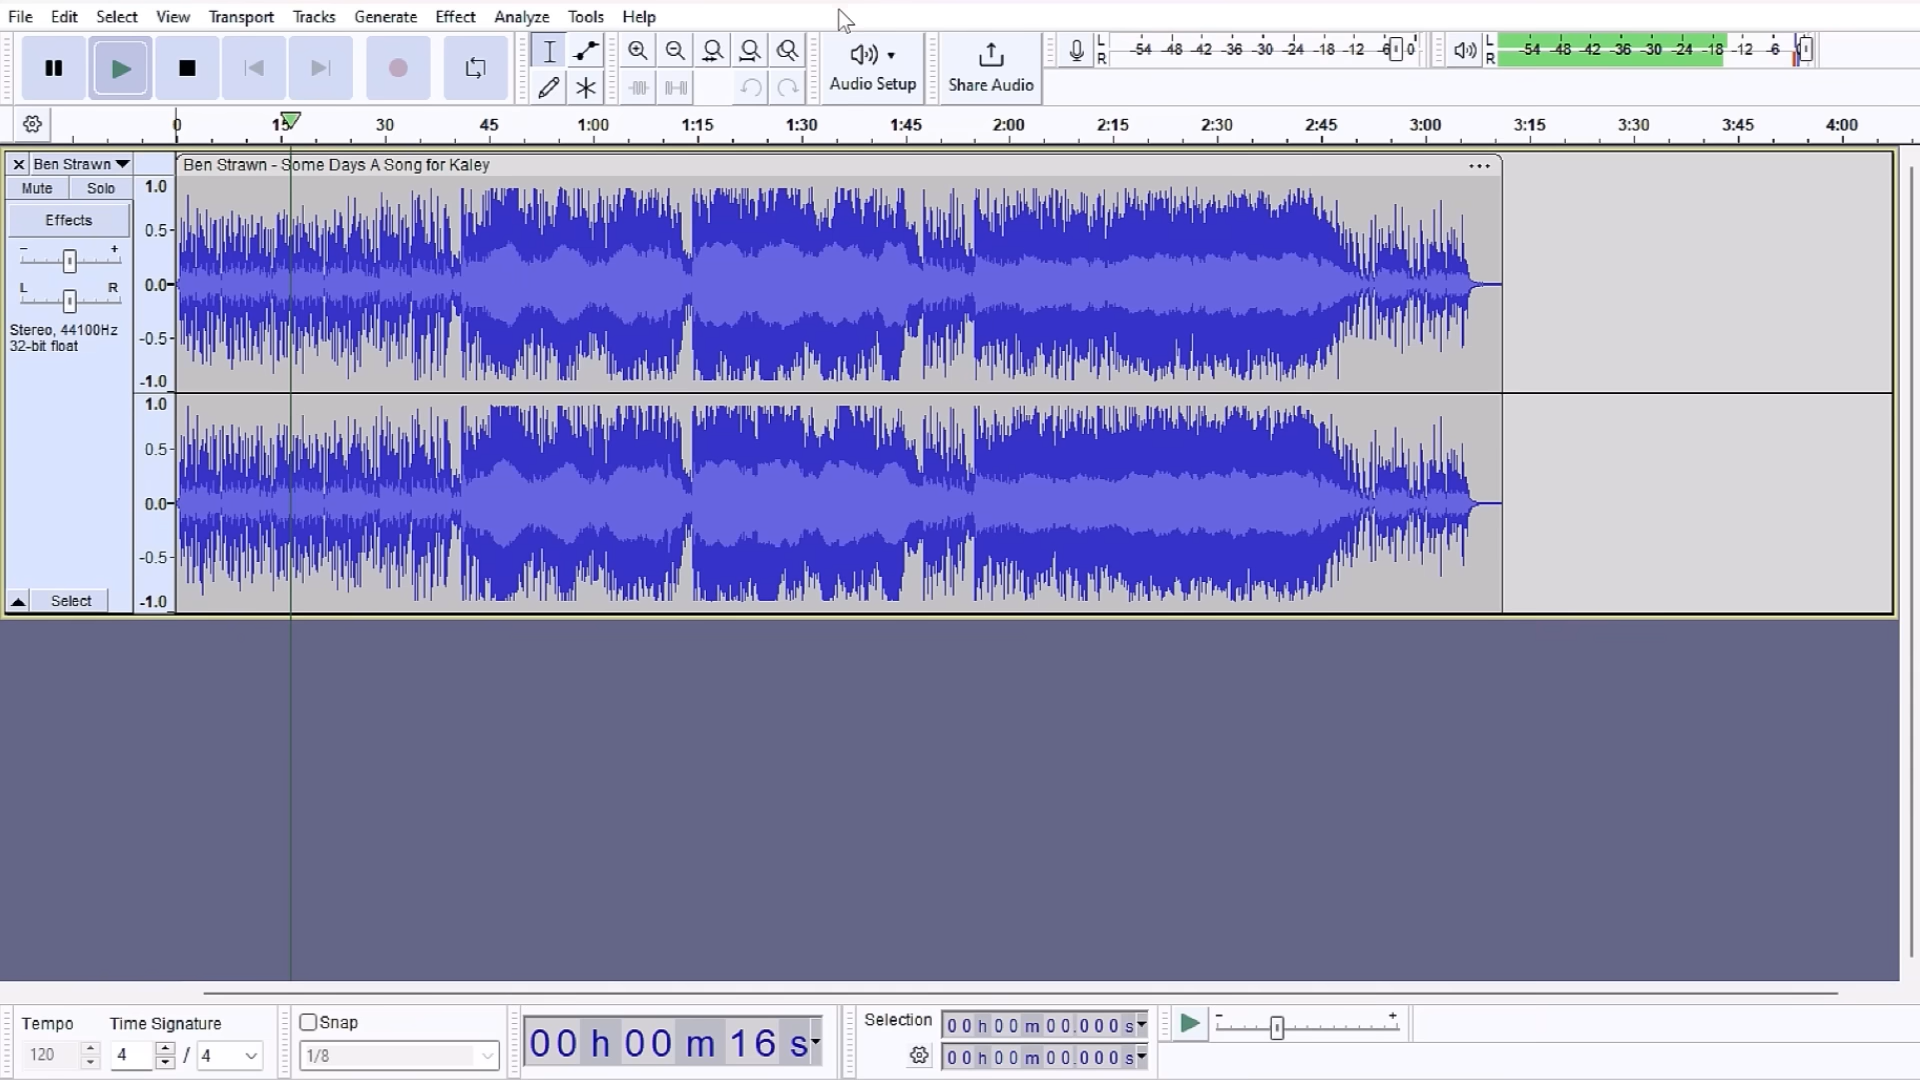 File Edit Select View Transport Tracks Generate Effect Analyze Tools Help
Audio Setup
Share Audio
L
R
-54 -48 -42 -36 -30 -24 -18 -12 -6 0
L
R
-54 -48 -42 -36 -30 -24 -18 -12 -6
0 15 30 45 1:00 1:15 1:30 1:45 2:00 2:15 2:30 2:45 3:00 3:15 3:30 3:45 4:00
Ben Strawn
Ben Strawn - Some Days A Song for Kaley
...
Mute Solo
Effects
- +
L R
Stereo, 44100Hz
32-bit float
Select
1.0
0.5-
0.0-
-0.5-
-1.0
1.0
0.5-
0.0-
-0.5-
-1.0
Tempo
120
Time Signature
4 / 4
Snap
1/8
00 h 00 m 16 s
Selection
00 h 00 m 00.000 s
00 h 00 m 00.000 s
- +